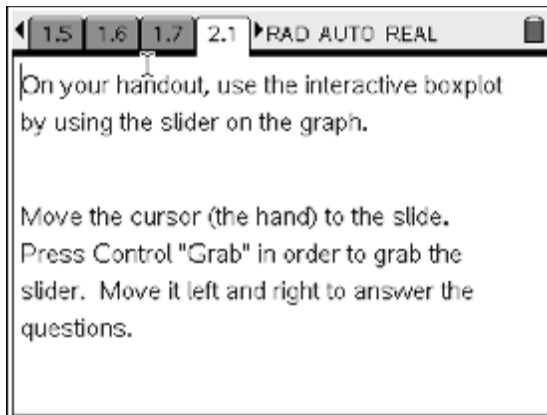 1.5 1.6 1.7 2.1 RAD AUTO REAL
On your handout, use the interactive boxplot
by using the slider on the graph.
Move the cursor (the hand) to the slide.
Press Control "Grab" in order to grab the
slider. Move it left and right to answer the
questions.